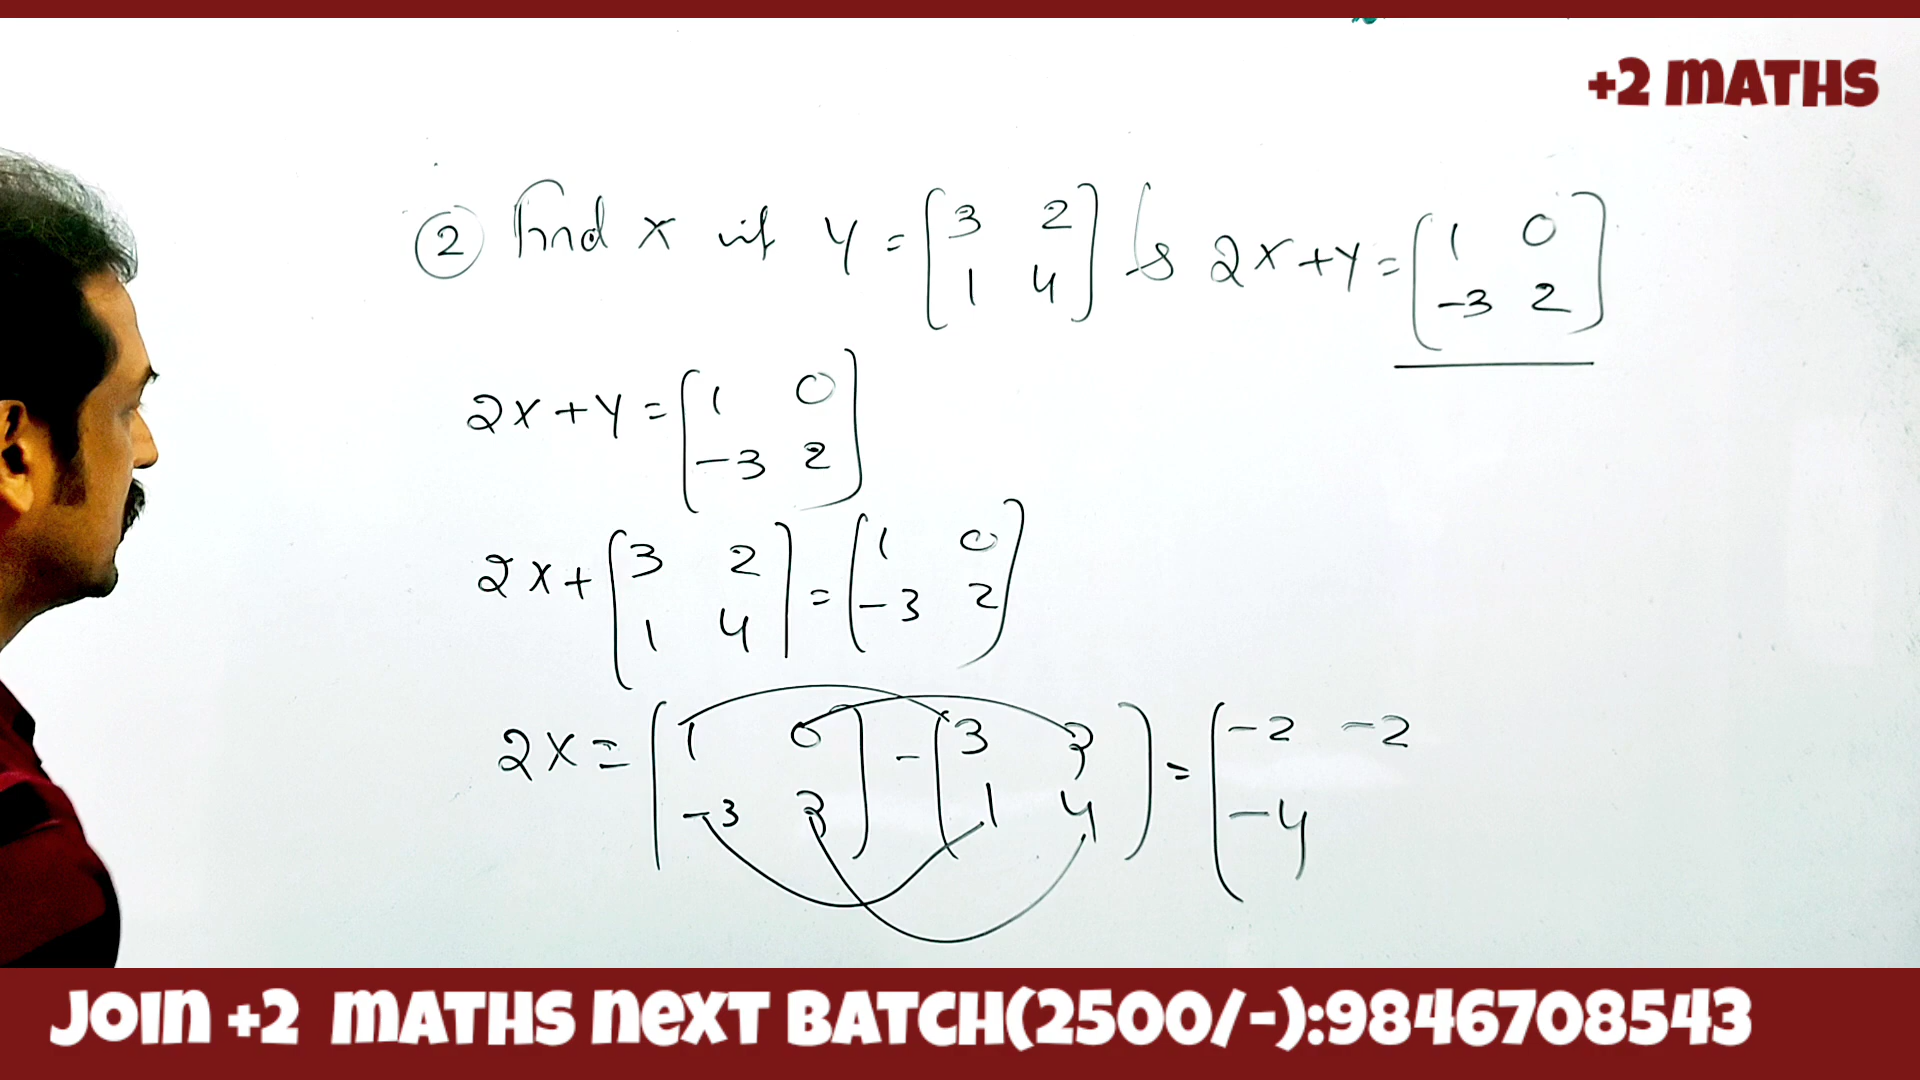 +2 MATHS
② Find X if Y = [3 2; 1 4] & 2X+Y = [1 0; -3 2]
2X+Y = [1 0; -3 2]
2X+ [3 2; 1 4] = [1 0; -3 2]
2X = [1 0; -3 2] - [3 2; 1 4] = [-2 -2; -4
JOIN +2 MATHS NEXT BATCH(2500/-):9846708543